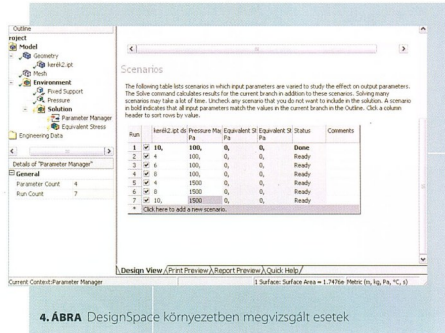 Outline
roject
Model
Geometry
kerék2.ipt
Mesh
Environment
Fixed Support
Pressure
Solution
Parameter Manager
Equivalent Stress
Engineering Data
Details of "Parameter Manager"
General
Parameter Count 4
Run Count 7
Scenarios
The following table lists scenarios in which input parameters are varied to study the effect on output parameters.
The Solve command calculates results for the current branch in addition to these scenarios. Solving many
scenarios may take a lot of time. Uncheck any scenario that you do not want to include in the solution. A scenario
in bold indicates that all input parameters match the values in the current branch in the Outline. Click a column
header to sort rows by value.
Run kerék2.ipt ds Pressure Ma Equivalent St Equivalent St Status Comments
Pa Pa Pa
1 10, 100, 0, 0, Done
2 4 100, 0, 0, Ready
3 6 100, 0, 0, Ready
4 8 100, 0, 0, Ready
5 4 1500 0, 0, Ready
6 8 1500 0, 0, Ready
7 10, 1500 0, 0, Ready
* Click here to add a new scenario.
Design View Print Preview Report Preview Quick Help
Current Context:Parameter Manager 1 Surface: Surface Area = 1.7476e Metric (m, kg, Pa, °C, s)
4. ÁBRA DesignSpace környezetben megvizsgált esetek